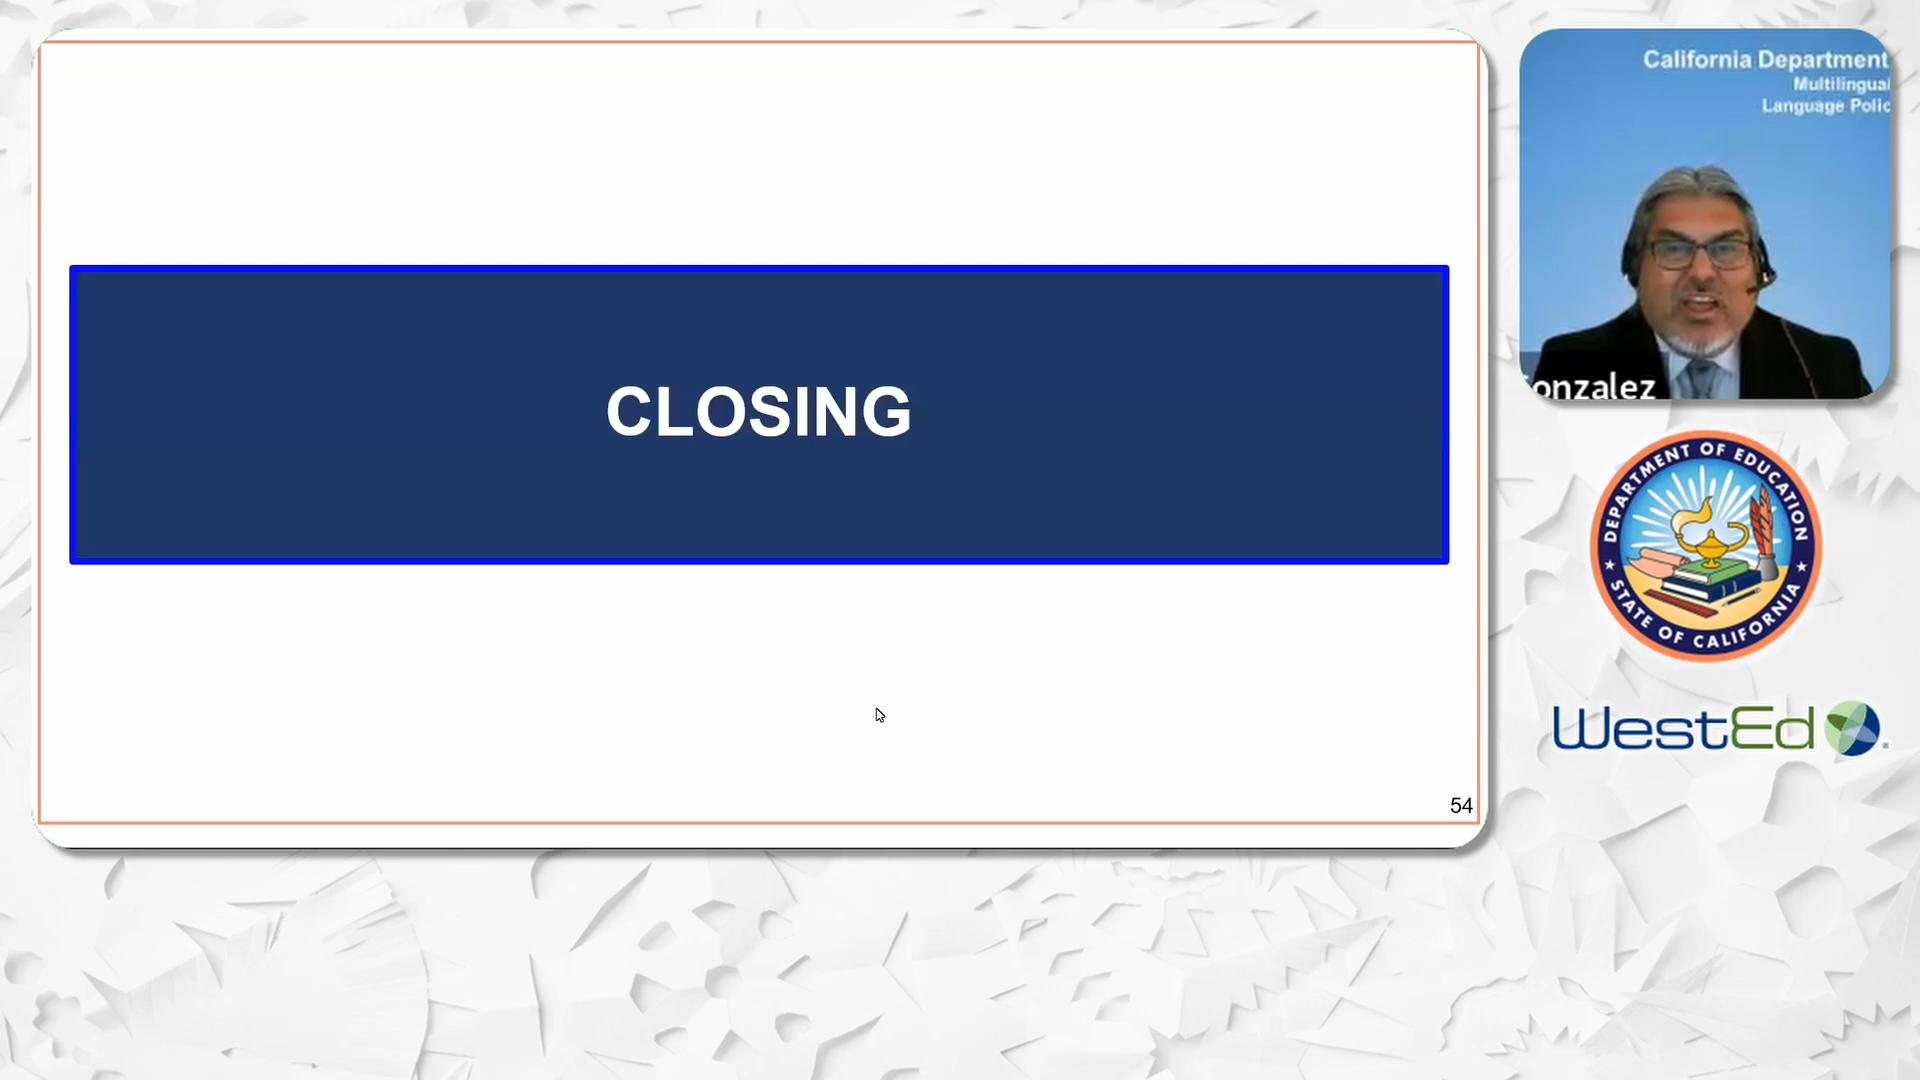 CLOSING
54
California Department
Multilingual
Language Polic
onzalez
DEPARTMENT OF EDUCATION
STATE OF CALIFORNIA
WestEd